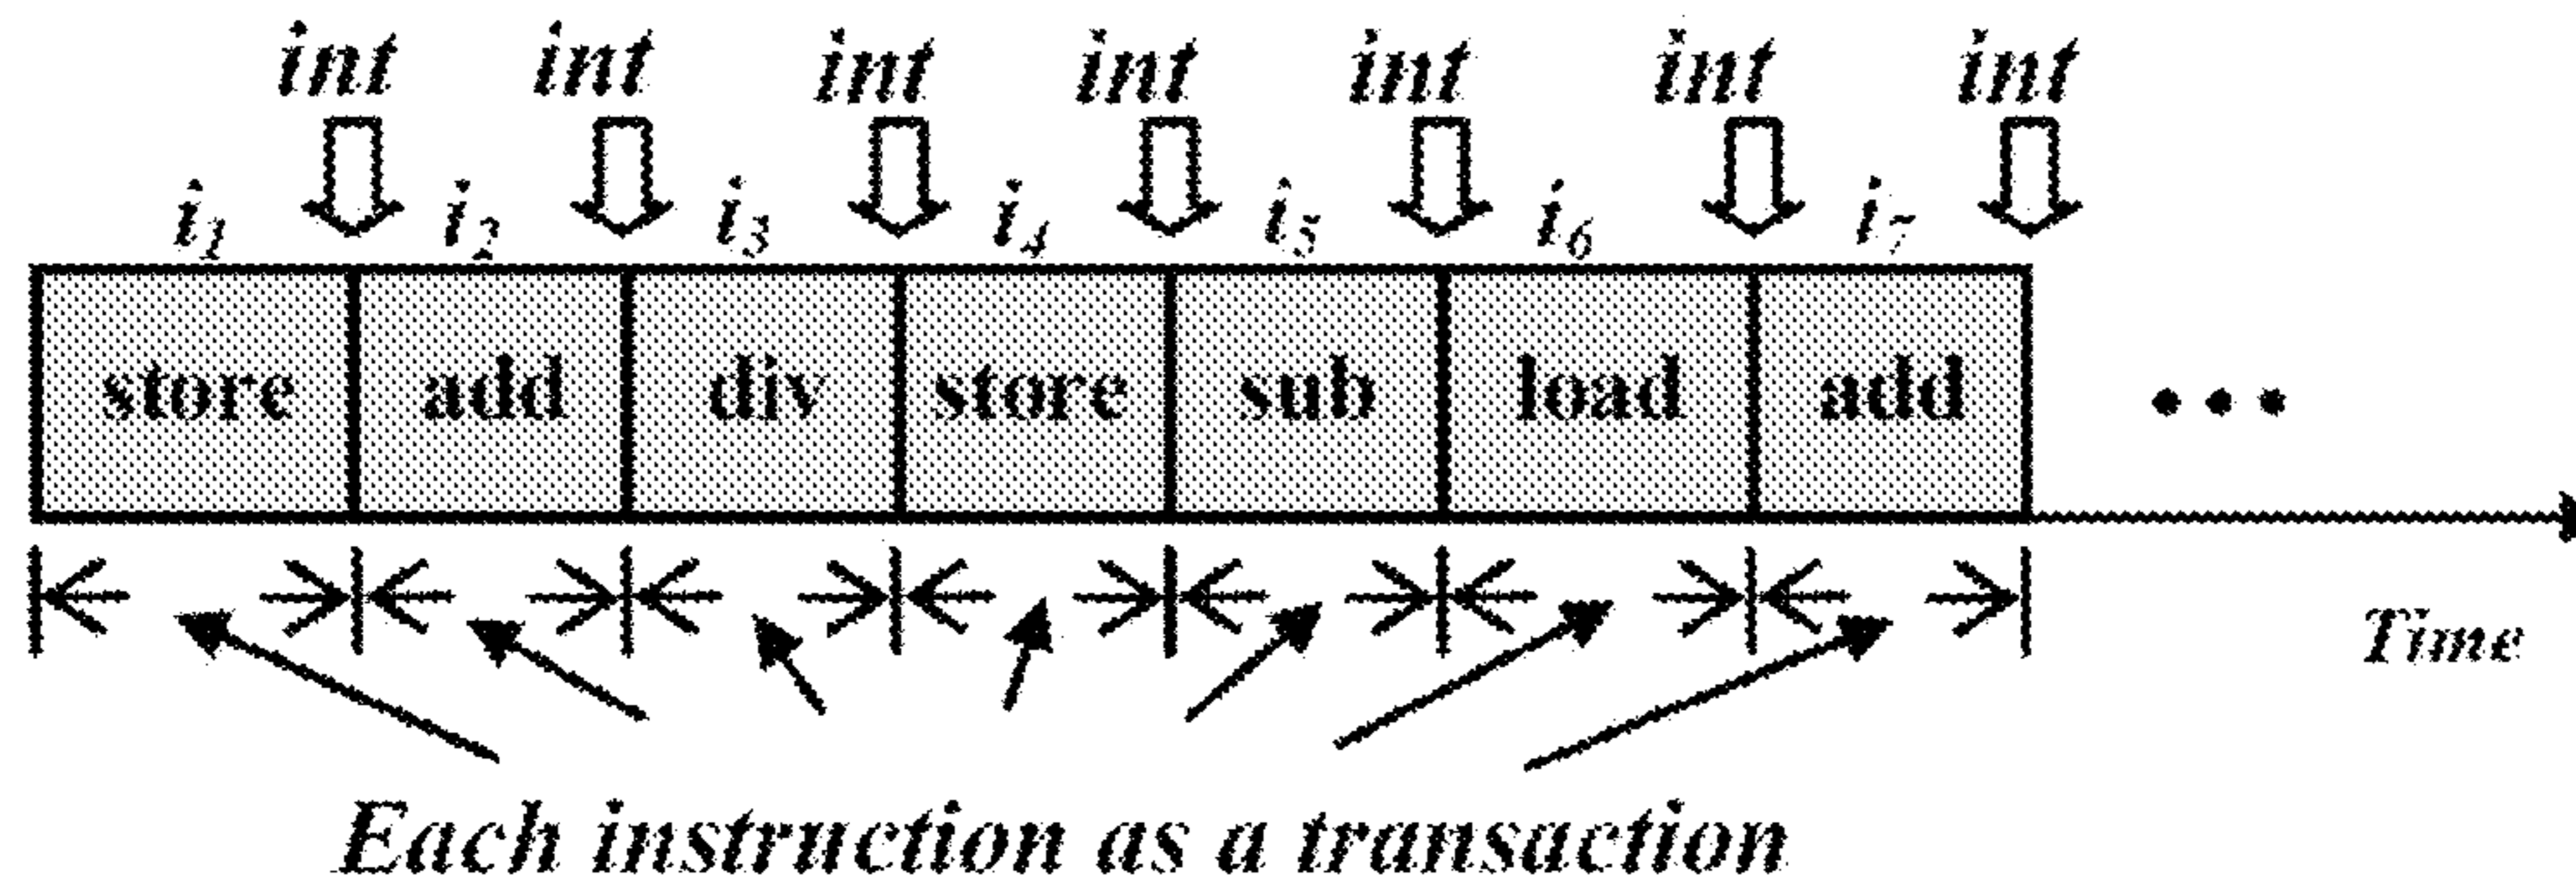 int int int int int int int
i₁ i₂ i₃ i₄ i₅ i₆ i₇
store add div store sub load add •••
Time
Each instruction as a transaction